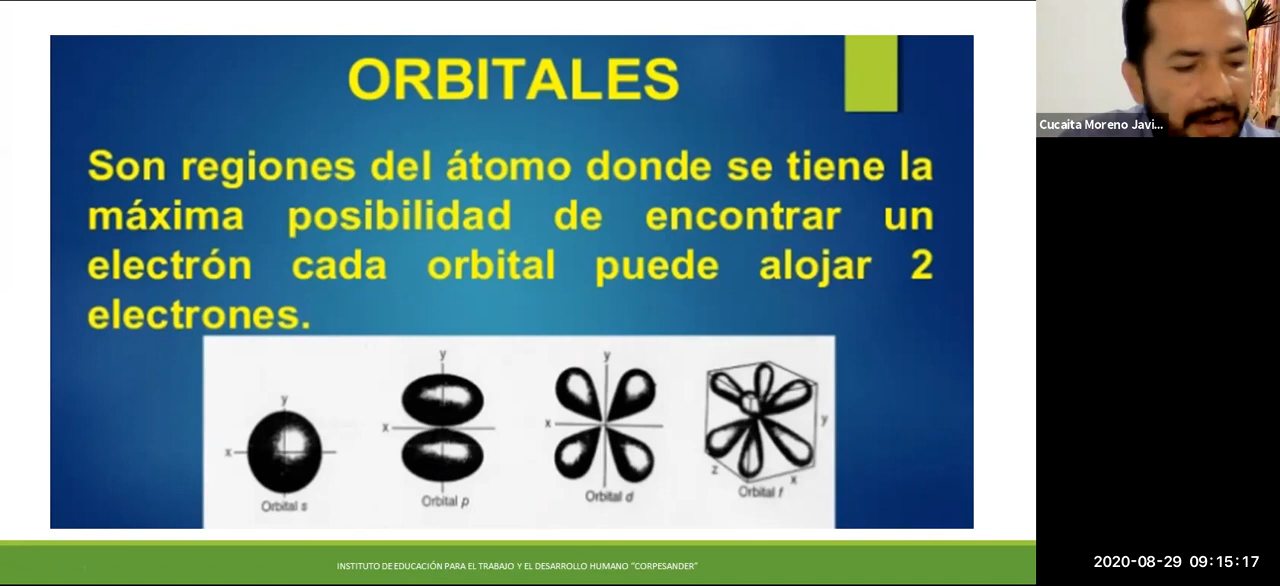 ORBITALES
Son regiones del átomo donde se tiene la
máxima posibilidad de encontrar un
electrón cada orbital puede alojar 2
electrones.
y
x
Orbital s
y
x
Orbital p
y
x
Orbital d
y
z
x
Orbital f
INSTITUTO DE EDUCACIÓN PARA EL TRABAJO Y EL DESARROLLO HUMANO "CORPESANDER"
Cucaita Moreno Javi...
2020-08-29 09:15:17